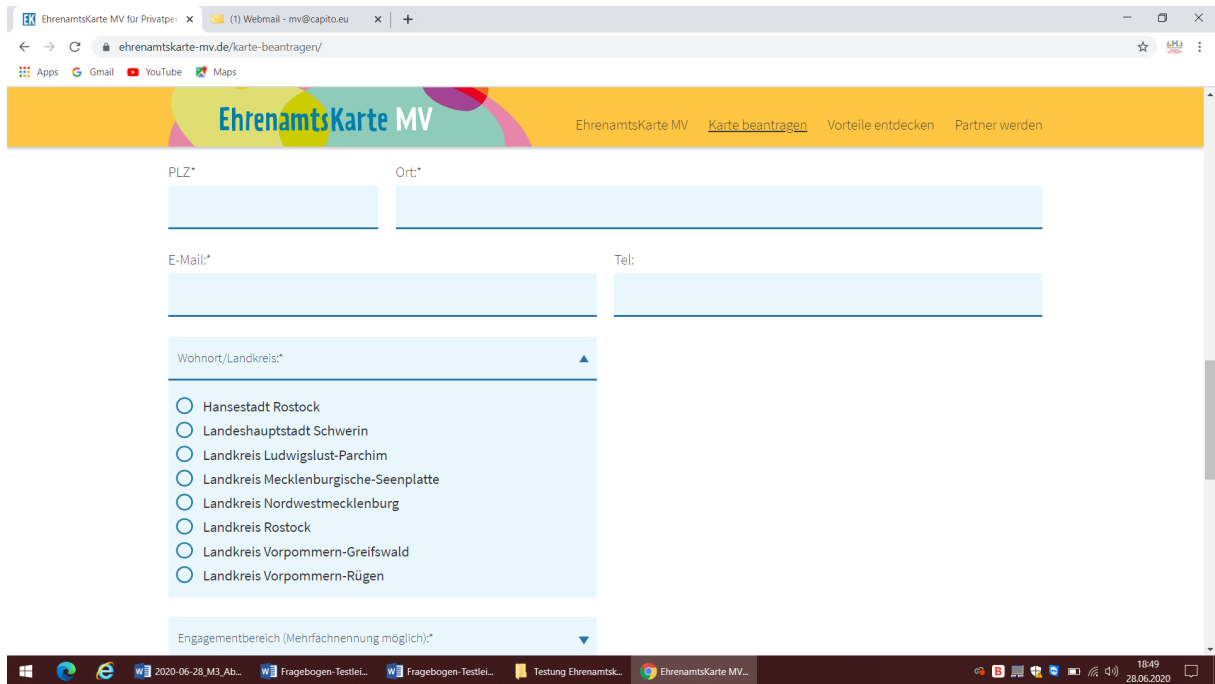 EK EhrenamtsKarte MV für Privatper
(1) Webmail - mv@capito.eu
ehrenamtskarte-mv.de/karte-beantragen/
Apps Gmail YouTube Maps
EhrenamtsKarte MV
EhrenamtsKarte MV Karte beantragen Vorteile entdecken Partner werden
PLZ* Ort:*
E-Mail:* Tel:
Wohnort/Landkreis:*
Hansestadt Rostock
Landeshauptstadt Schwerin
Landkreis Ludwigslust-Parchim
Landkreis Mecklenburgische-Seenplatte
Landkreis Nordwestmecklenburg
Landkreis Rostock
Landkreis Vorpommern-Greifswald
Landkreis Vorpommern-Rügen
Engagementbereich (Mehrfachnennung möglich):*
2020-06-28_M3_Ab... Fragebogen-Testlei... Fragebogen-Testlei... Testung Ehrenamtsk... EhrenamtsKarte MV... B 18:49
28.06.2020